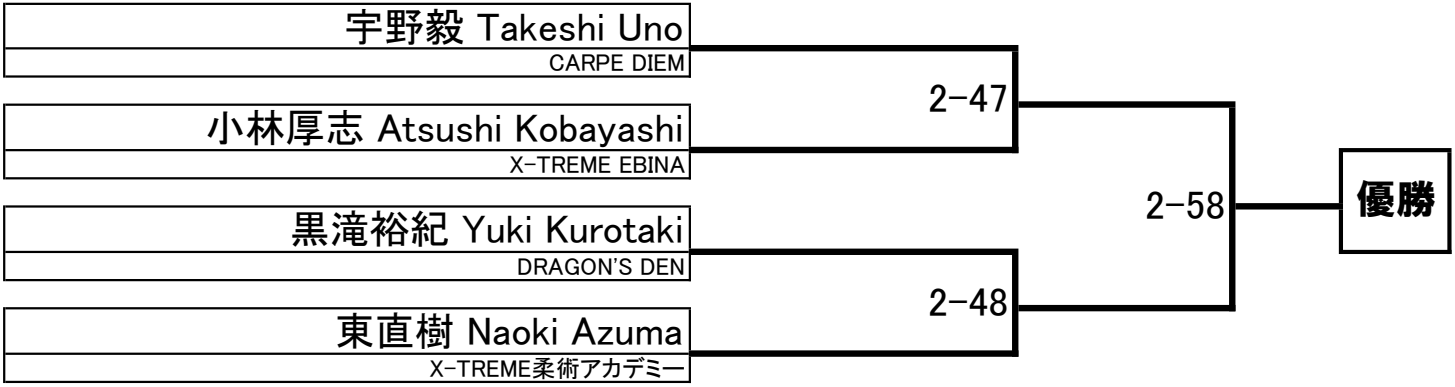 宇野毅 Takeshi Uno
CARPE DIEM
2-47
小林厚志 Atsushi Kobayashi
X-TREME EBINA
2-58
優勝
黒滝裕紀 Yuki Kurotaki
DRAGON'S DEN
2-48
東直樹 Naoki Azuma
X-TREME柔術アカデミー